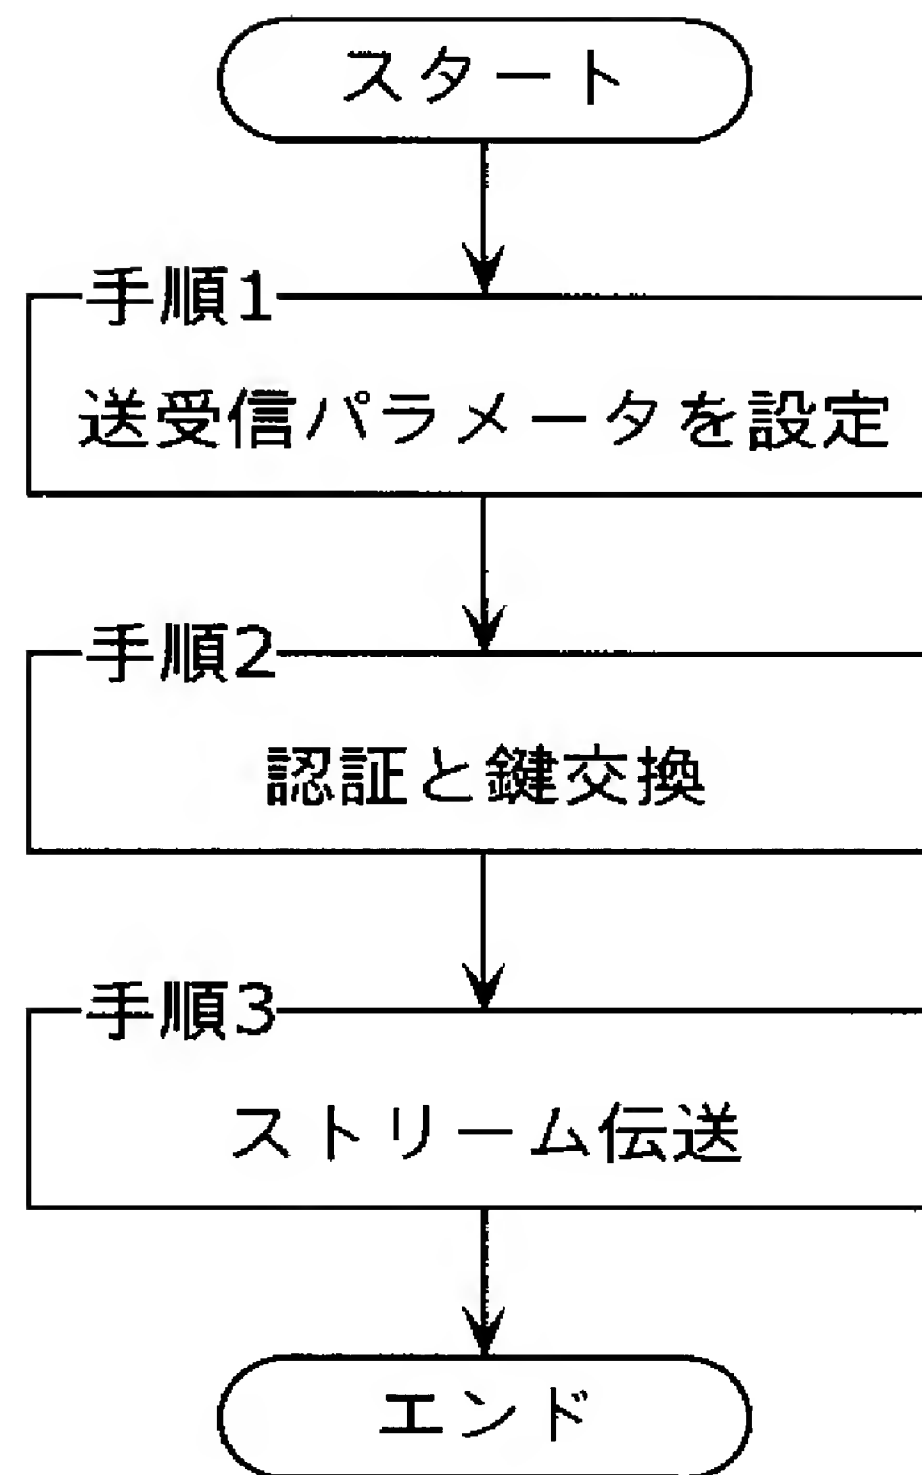 スタート
手順1
送受信パラメータを設定
手順2
認証と鍵交換
手順3
ストリーム伝送
エンド